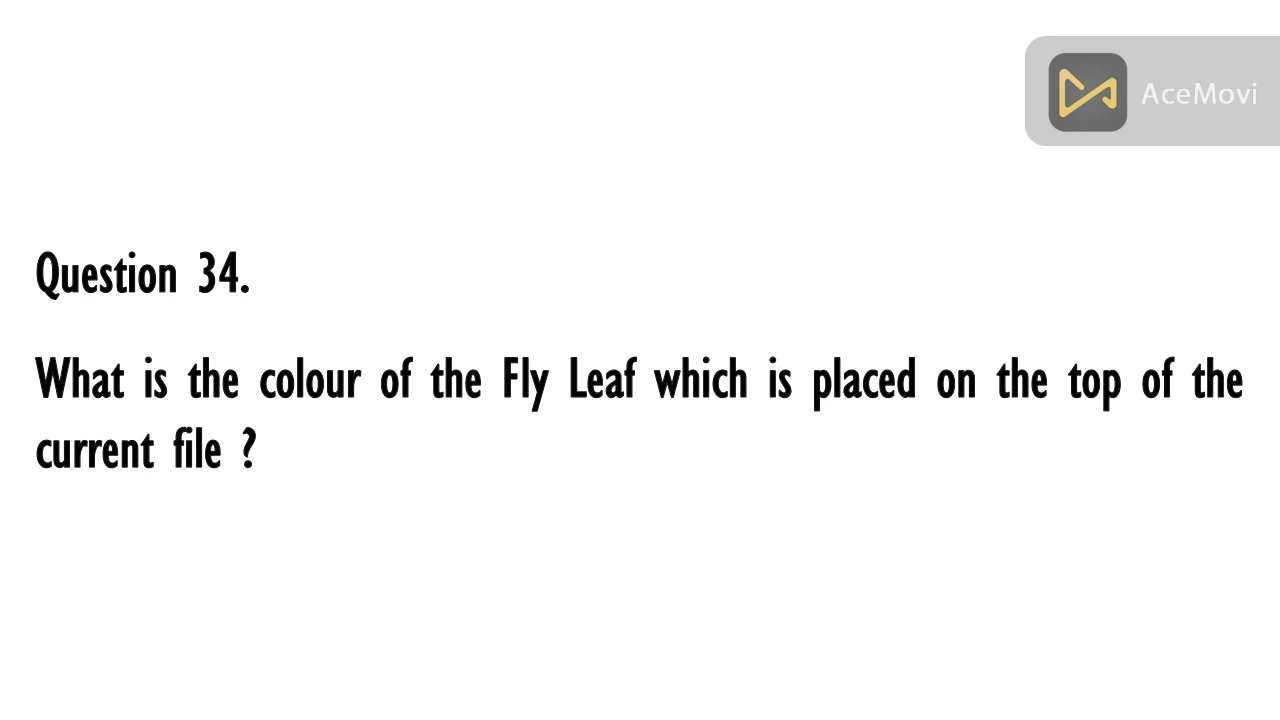 AceMovi
Question 34.
What is the colour of the Fly Leaf which is placed on the top of the
current file ?